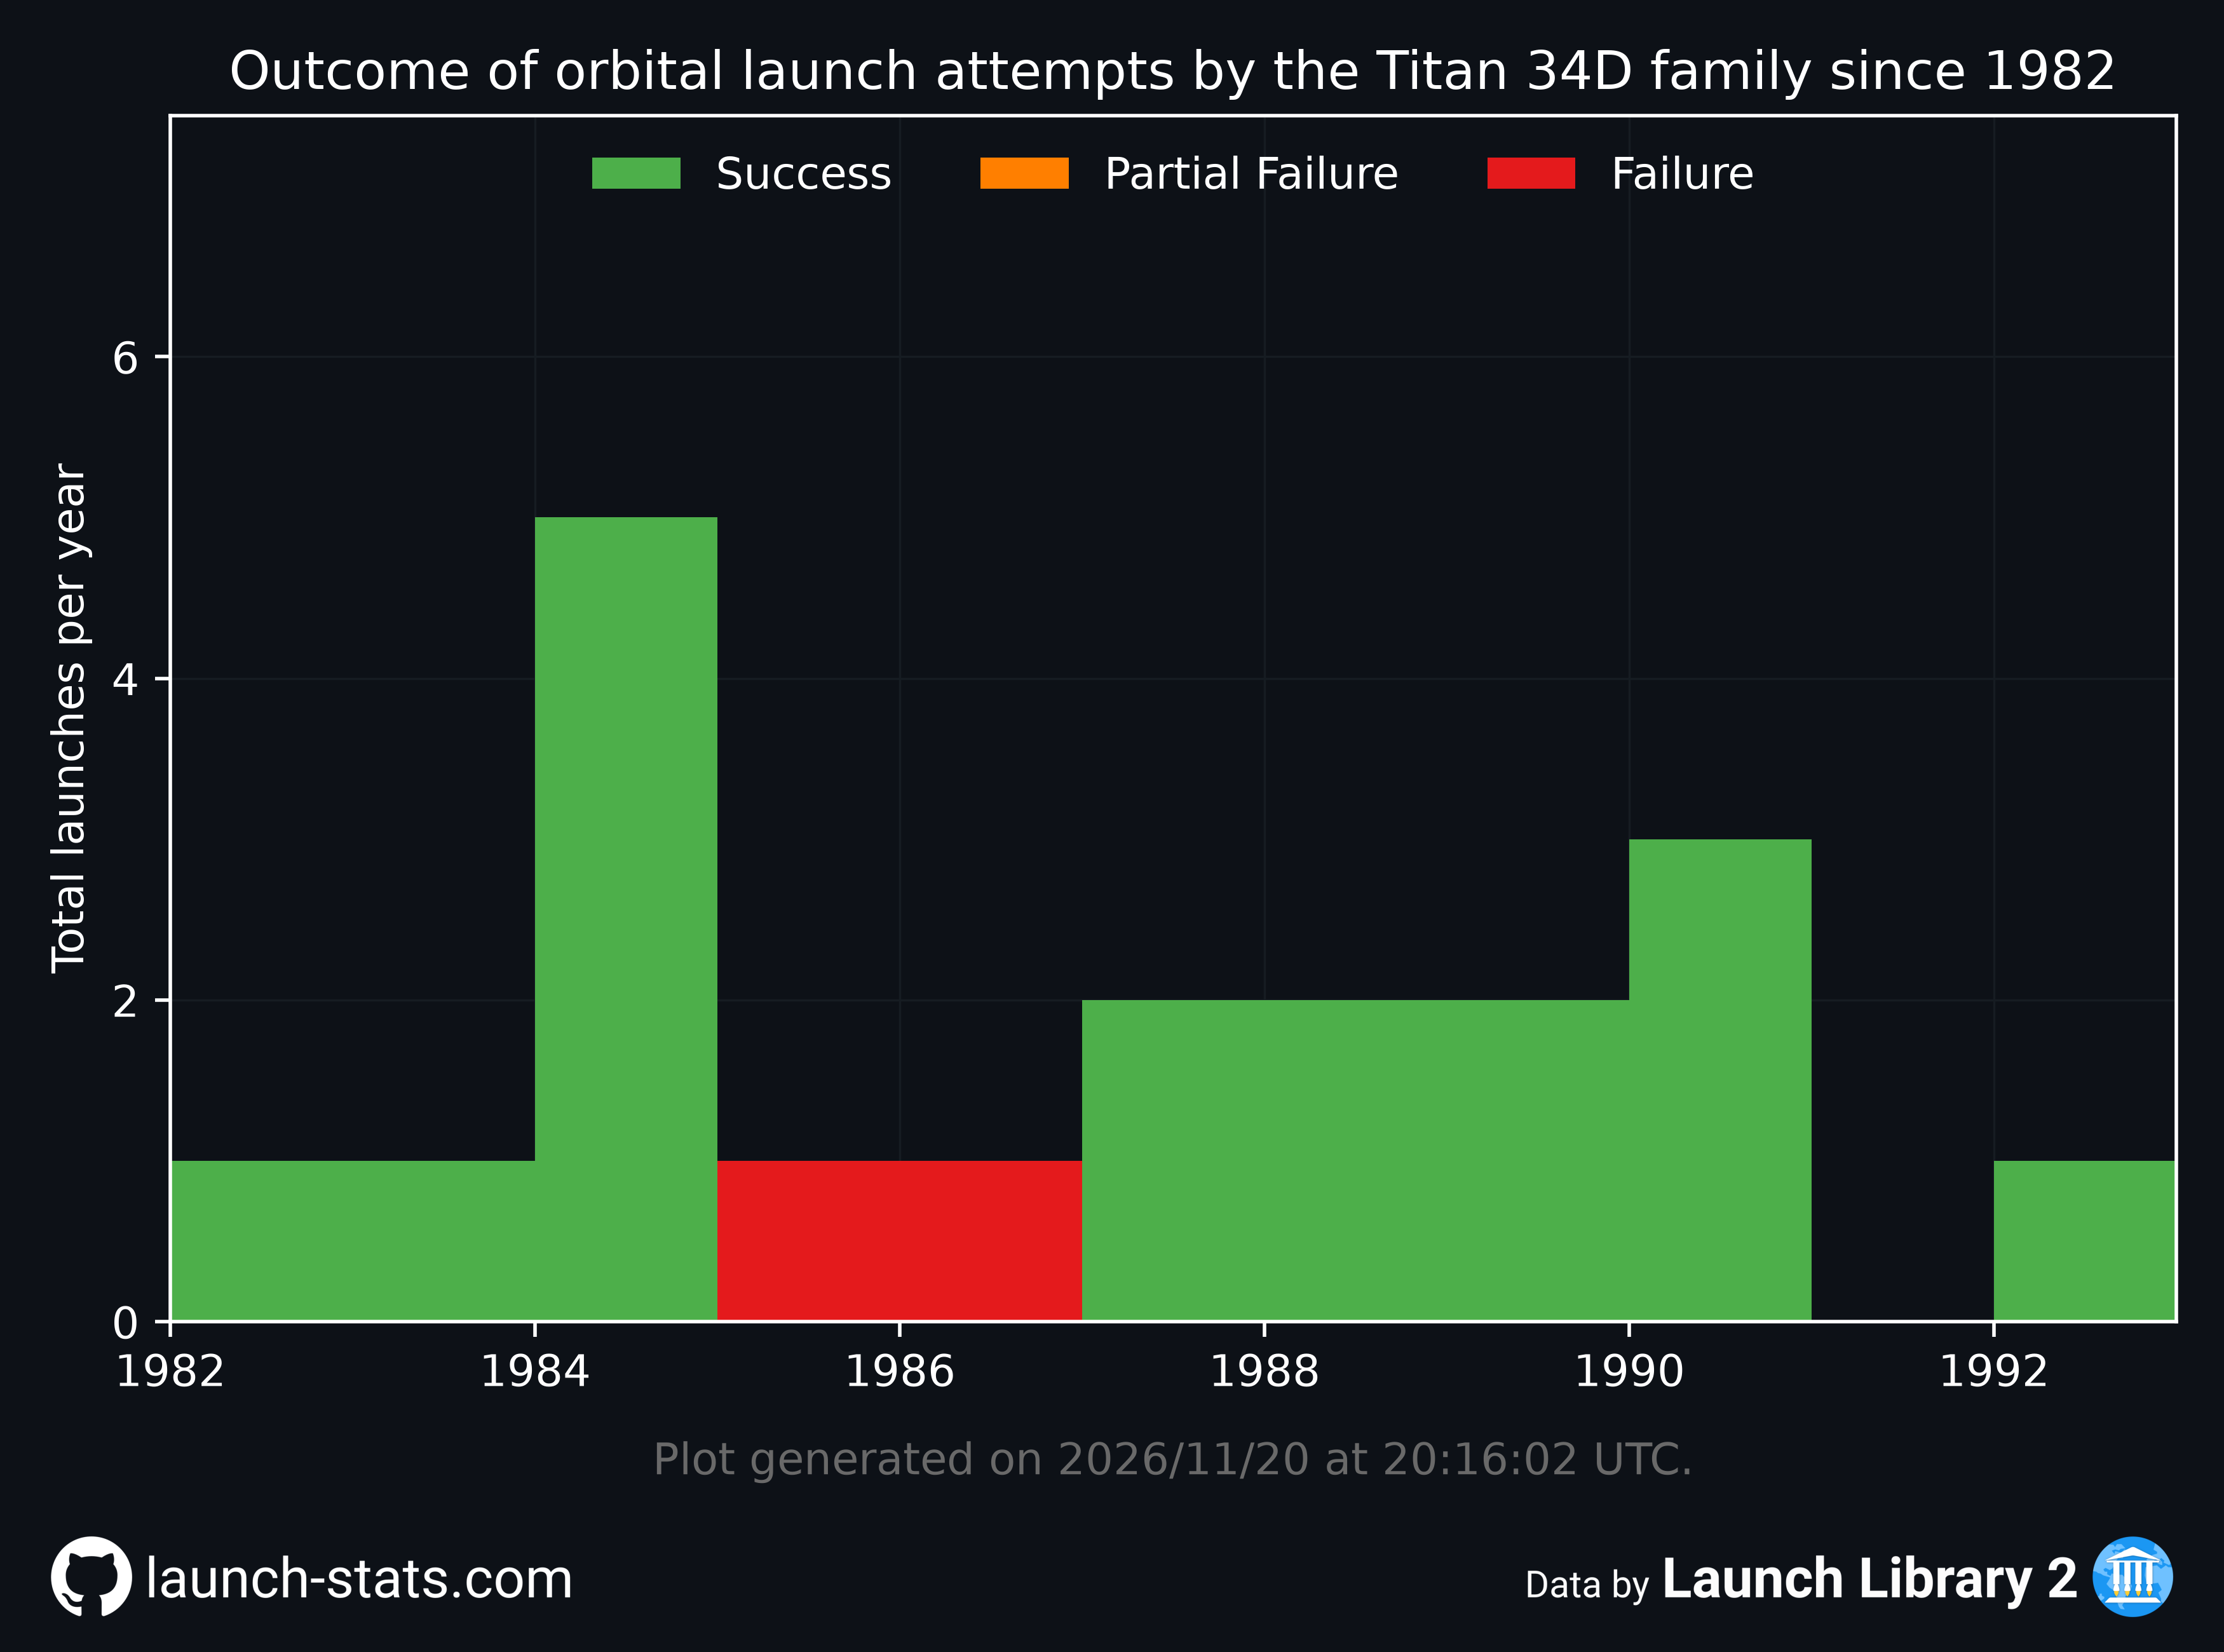 Outcome of orbital launch attempts by the Titan 34D family since 1982
Success Partial Failure Failure
Total launches per year
6
4
2
0
1982 1984 1986 1988 1990 1992
Plot generated on 2026/11/20 at 20:16:02 UTC.
launch-stats.com
Data by Launch Library 2